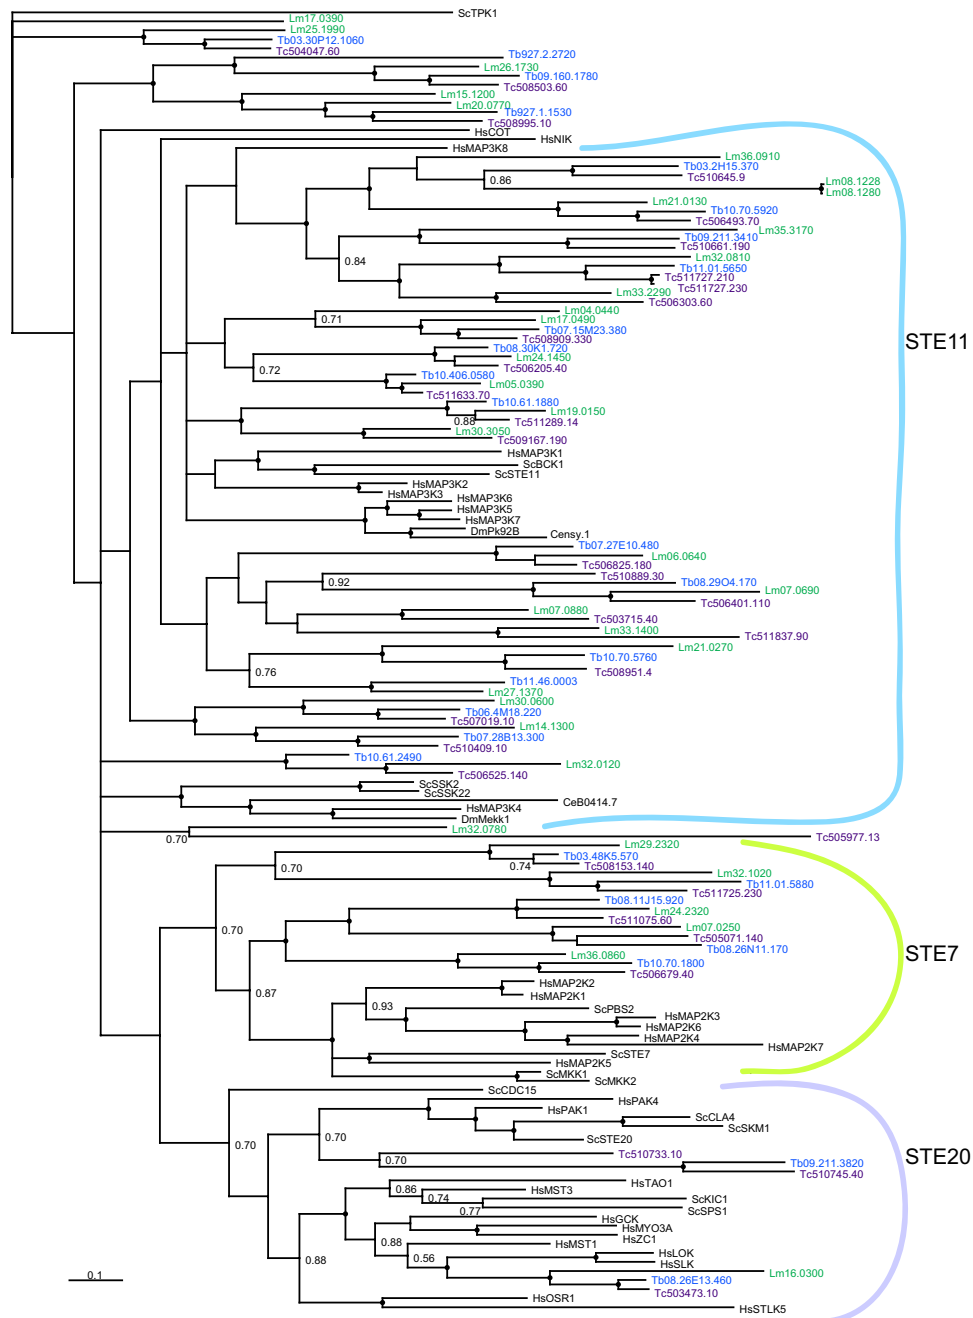 ScTPK1
Lm17.0390
Lm25.1990
Tb03.30P12.1060
Tc504047.60
Tb927.2.2720
Lm26.1730
Tb09.160.1780
Tc508503.60
Lm15.1200
Lm20.0770
Tb927.1.1530
Tc508995.10
HsCOT
HsNIK
HsMAP3K8
Lm36.0910
Tb03.2H15.370
0.86
Tc510645.9
Lm08.1228
Lm08.1280
Lm21.0130
Tb10.70.5920
Tc506493.70
Lm35.3170
Tb09.211.3410
Tc510661.190
0.84
Lm32.0810
Tb11.01.5650
Tc511727.210
Tc511727.230
Lm33.2290
Tc506303.60
Lm04.0440
0.71
Lm17.0490
Tb07.15M23.380
Tc508909.330
STE11
Tb08.30K1.720
Lm24.1450
Tc506205.40
0.72
Tb10.406.0580
Lm05.0390
Tc511633.70
Tb10.61.1880
Lm19.0150
0.88
Tc511289.14
Lm30.3050
Tc509167.190
HsMAP3K1
ScBCK1
ScSTE11
HsMAP3K2
HsMAP3K3
HsMAP3K6
HsMAP3K5
HsMAP3K7
DmPk92B
Censy.1
Tb07.27E10.480
Lm06.0640
Tc506825.180
Tc510889.30
0.92
Tb08.29O4.170
Lm07.0690
Tc506401.110
Lm07.0880
Tc503715.40
Lm33.1400
Tc511837.90
Lm21.0270
Tb10.70.5760
Tc508951.4
0.76
Tb11.46.0003
Lm27.1370
Lm30.0600
Tb06.4M18.220
Tc507019.10
Lm14.1300
Tb07.28B13.300
Tc510409.10
Tb10.61.2490
Lm32.0120
Tc506525.140
ScSSK2
ScSSK22
CeB0414.7
HsMAP3K4
DmMekk1
Lm32.0780
0.70
Tc505977.13
Lm29.2320
Tb03.48K5.570
0.70
0.74
Tc508153.140
Lm32.1020
Tb11.01.5880
Tc511725.230
Tb08.11J15.920
Lm24.2320
Tc511075.60
0.70
Lm07.0250
Tc505071.140
Tb08.26N11.170
STE7
Lm36.0860
Tb10.70.1800
Tc506679.40
0.87
HsMAP2K2
HsMAP2K1
0.93
ScPBS2
HsMAP2K3
HsMAP2K6
HsMAP2K4
HsMAP2K7
ScSTE7
HsMAP2K5
ScMKK1
ScMKK2
ScCDC15
HsPAK4
HsPAK1
ScCLA4
ScSKM1
0.70
0.70
ScSTE20
Tc510733.10
0.70
Tb09.211.3820
Tc510745.40
STE20
HsTAO1
0.86
HsMST3
0.74
ScKIC1
0.77
ScSPS1
HsGCK
HsMYO3A
HsZC1
0.88
HsMST1
0.56
HsLOK
HsSLK
0.88
Lm16.0300
Tb08.26E13.460
Tc503473.10
0.1
HsOSR1
HsSTLK5